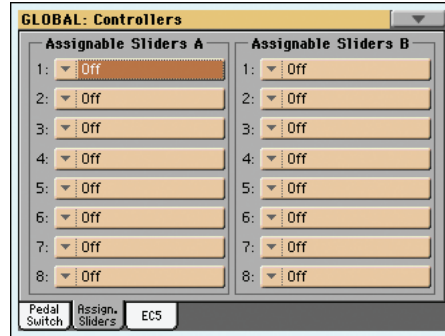 GLOBAL: Controllers
Assignable Sliders A
1: Off
2: Off
3: Off
4: Off
5: Off
6: Off
7: Off
8: Off
Assignable Sliders B
1: Off
2: Off
3: Off
4: Off
5: Off
6: Off
7: Off
8: Off
Pedal
Switch
Assign.
Sliders
EC5